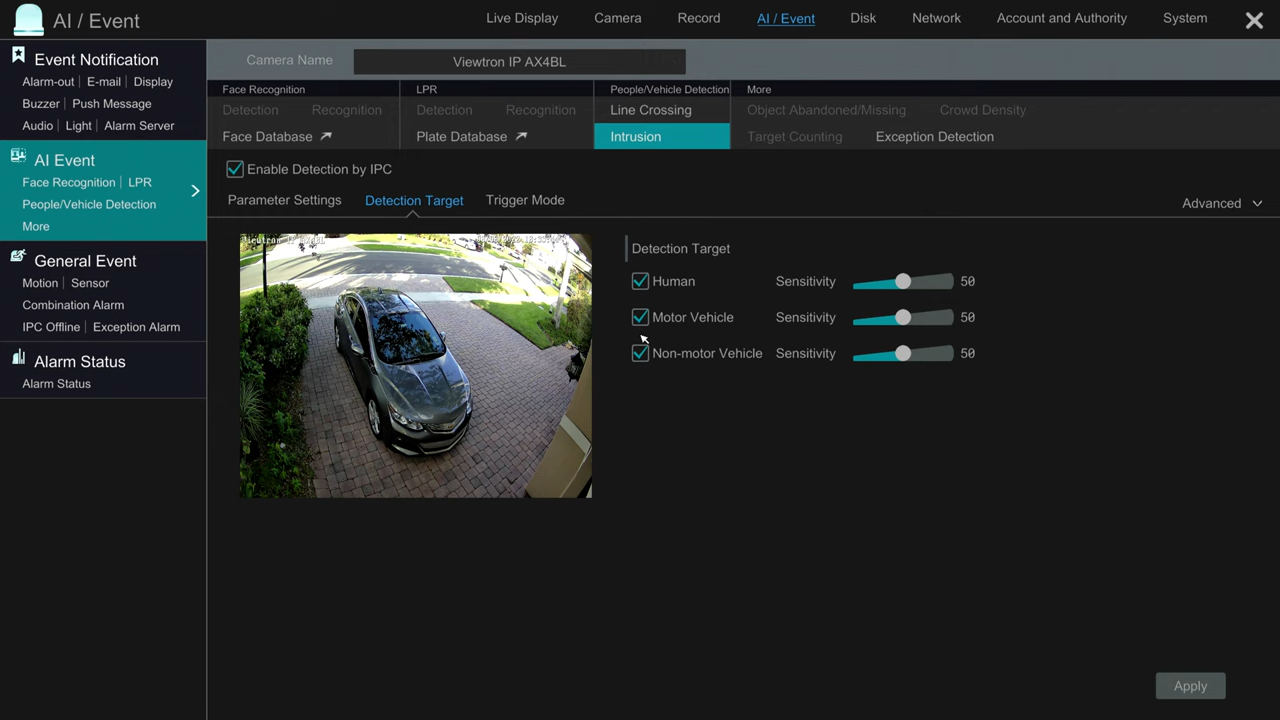 AI / Event
Live Display
Camera
Record
AI / Event
Disk
Network
Account and Authority
System
Event Notification
Alarm-out | E-mail | Display
Buzzer | Push Message
Audio | Light | Alarm Server
AI Event
Face Recognition | LPR
People/Vehicle Detection
More
General Event
Motion | Sensor
Combination Alarm
IPC Offline | Exception Alarm
Alarm Status
Alarm Status
Camera Name
Viewtron IP AX4BL
Face Recognition
Detection
Recognition
Face Database
LPR
Detection
Recognition
Plate Database
People/Vehicle Detection
Line Crossing
Intrusion
More
Object Abandoned/Missing
Crowd Density
Target Counting
Exception Detection
Enable Detection by IPC
Parameter Settings
Detection Target
Trigger Mode
Advanced
Detection Target
Human
Sensitivity
50
Motor Vehicle
Sensitivity
50
Non-motor Vehicle
Sensitivity
50
Apply